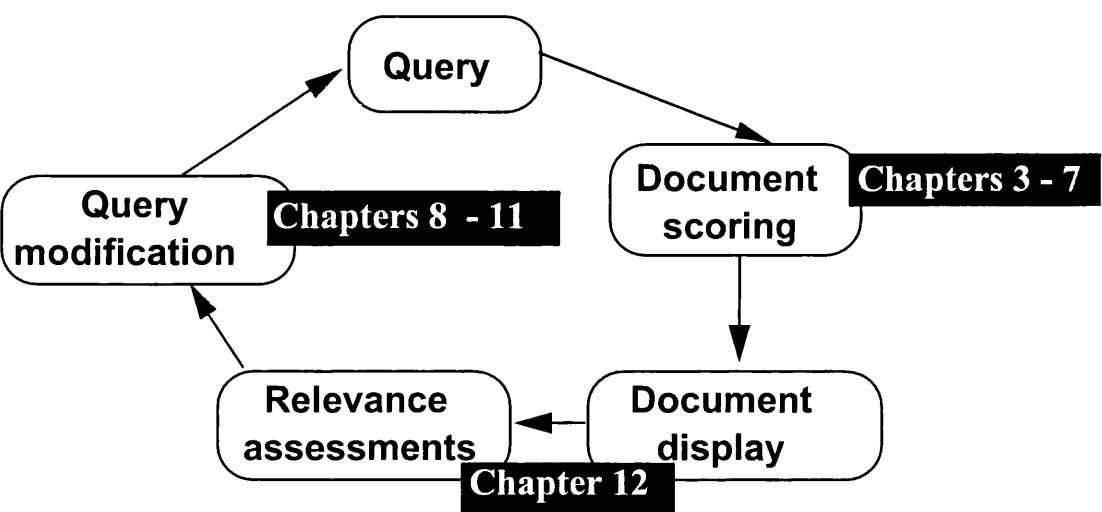 Query
Document
scoring
Chapters 3 - 7
Query
modification
Chapters 8 - 11
Relevance
assessments
Document
display
Chapter 12